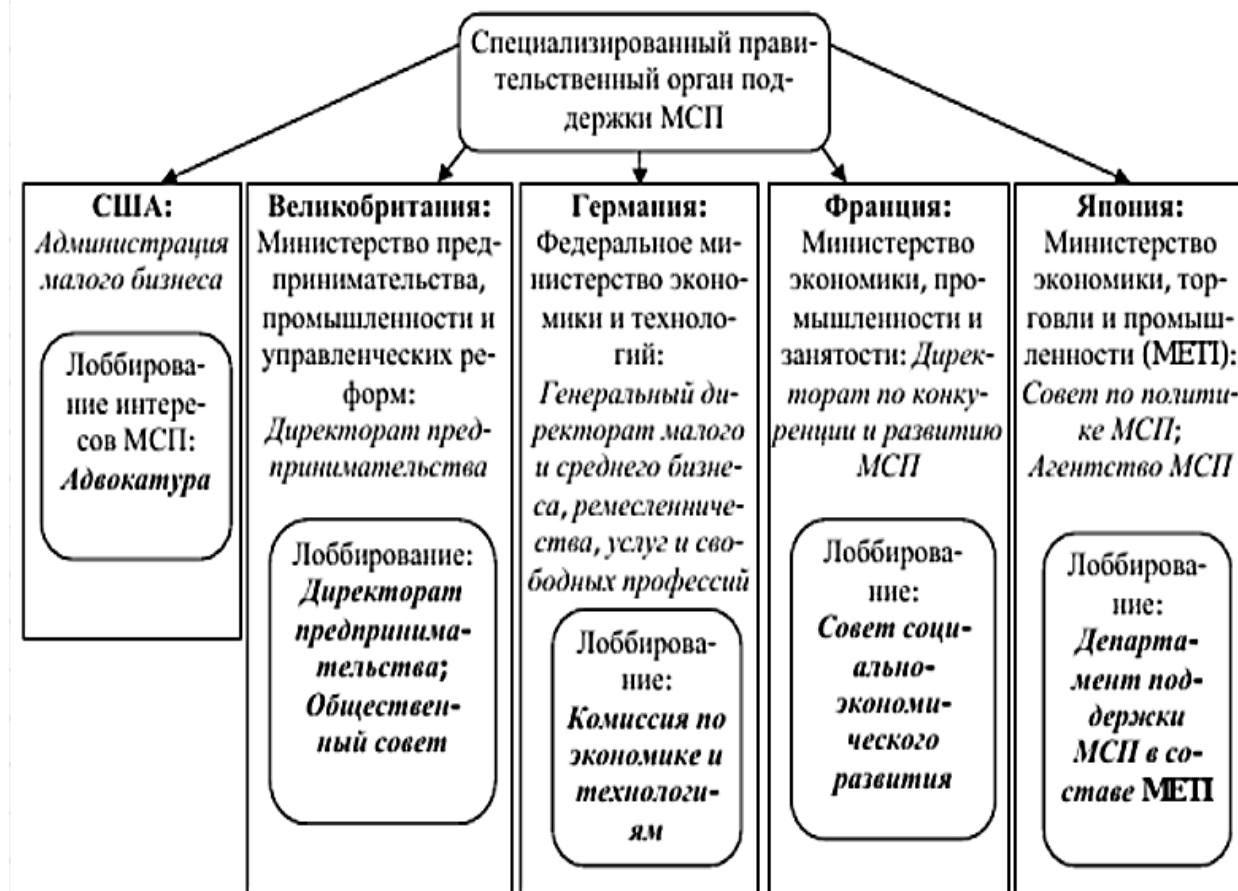 Специализированный прави-
тельственный орган под-
держки МСП
США:
Администрация
малого бизнеса
Лоббирова-
ние интере-
сов МСП:
Адвокатура
Великобритания:
Министерство пред-
принимательства,
промышленности и
управленческих ре-
форм:
Директорат пред-
принимательства
Лоббирование:
Директорат
предпринима-
тельства;
Обществен-
ный совет
Германия:
Федеральное ми-
нистерство эконо-
мики и техноло-
гий:
Генеральный ди-
ректорат малого
и среднего бизне-
са, ремесленниче-
ства, услуг и сво-
бодных профессий
Лоббирова-
ние:
Комиссия по
экономике и
технологи-
ям
Франция:
Министерство
экономики, про-
мышленности и
занятости: Дирек-
торат по конку-
ренции и развитию
МСП
Лоббирова-
ние:
Совет соци-
ально-
экономи-
ческого
развития
Япония:
Министерство
экономики, тор-
говли и промыш-
ленности (METI):
Совет по полити-
ке МСП;
Агентство МСП
Лоббирова-
ние:
Департа-
мент под-
держки
МСП в со-
ставе METI